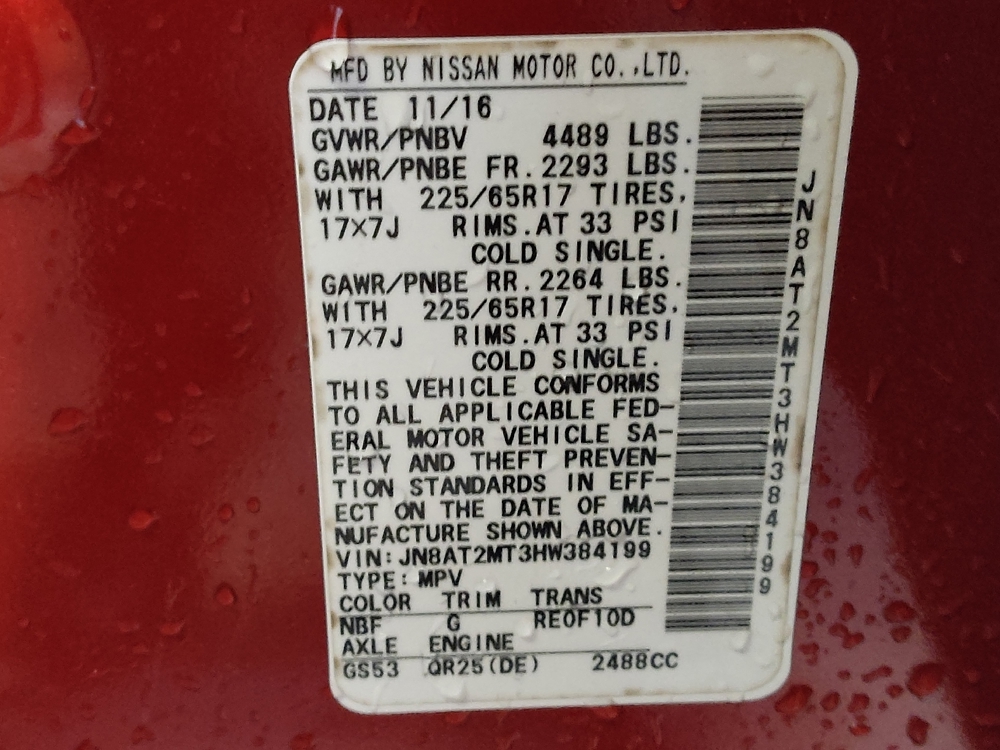 MFD BY NISSAN MOTOR CO.,LTD.
DATE 11/16
GVWR/PNBV 4489 LBS.
GAWR/PNBE FR. 2293 LBS.
WITH 225/65R17 TIRES,
17×7J RIMS.AT 33 PSI
COLD SINGLE.
GAWR/PNBE RR. 2264 LBS.
WITH 225/65R17 TIRES,
17×7J RIMS.AT 33 PSI
COLD SINGLE.
THIS VEHICLE CONFORMS
TO ALL APPLICABLE FED-
ERAL MOTOR VEHICLE SA-
FETY AND THEFT PREVEN-
TION STANDARDS IN EFF-
ECT ON THE DATE OF MA-
NUFACTURE SHOWN ABOVE.
VIN:JN8AT2MT3HW384199
TYPE:MPV
COLOR TRIM TRANS
NBF G RE0F10D
AXLE ENGINE
GS53 QR25(DE) 2488CC
JN8AT2MT3HW384199